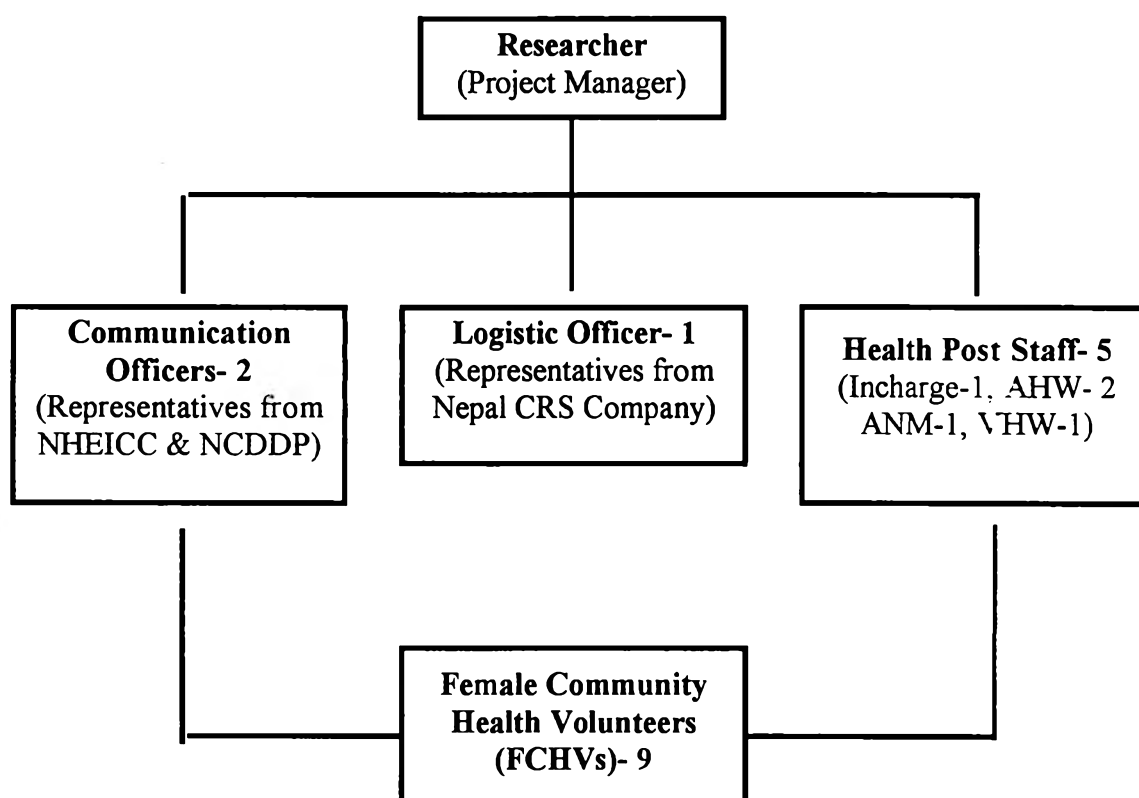 Researcher
(Project Manager)
Communication
Officers- 2
(Representatives from
NHEICC & NCDDP)
Logistic Officer- 1
(Representatives from
Nepal CRS Company)
Health Post Staff- 5
(Incharge-1, AHW- 2
ANM-1, VHW-1)
Female Community
Health Volunteers
(FCHVs)- 9